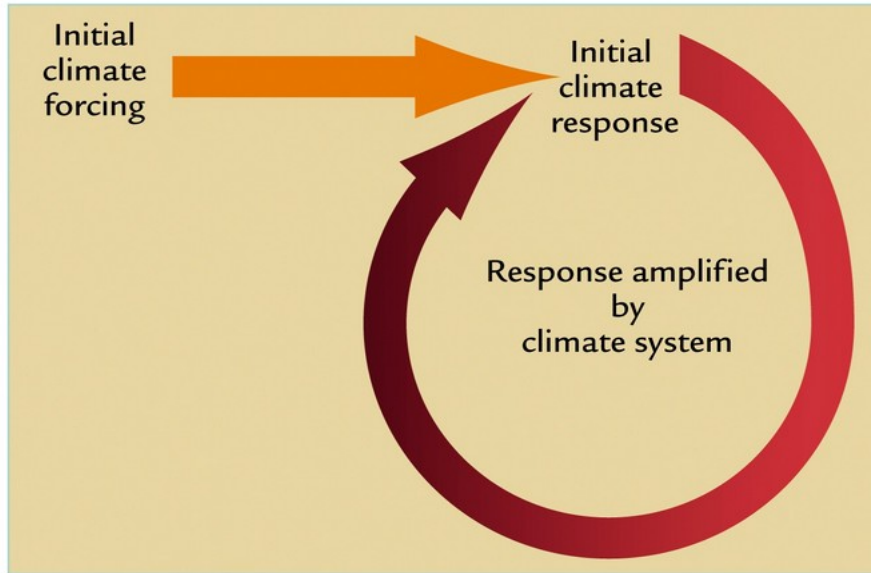 Initial
climate
forcing
Initial
climate
response
Response amplified
by
climate system